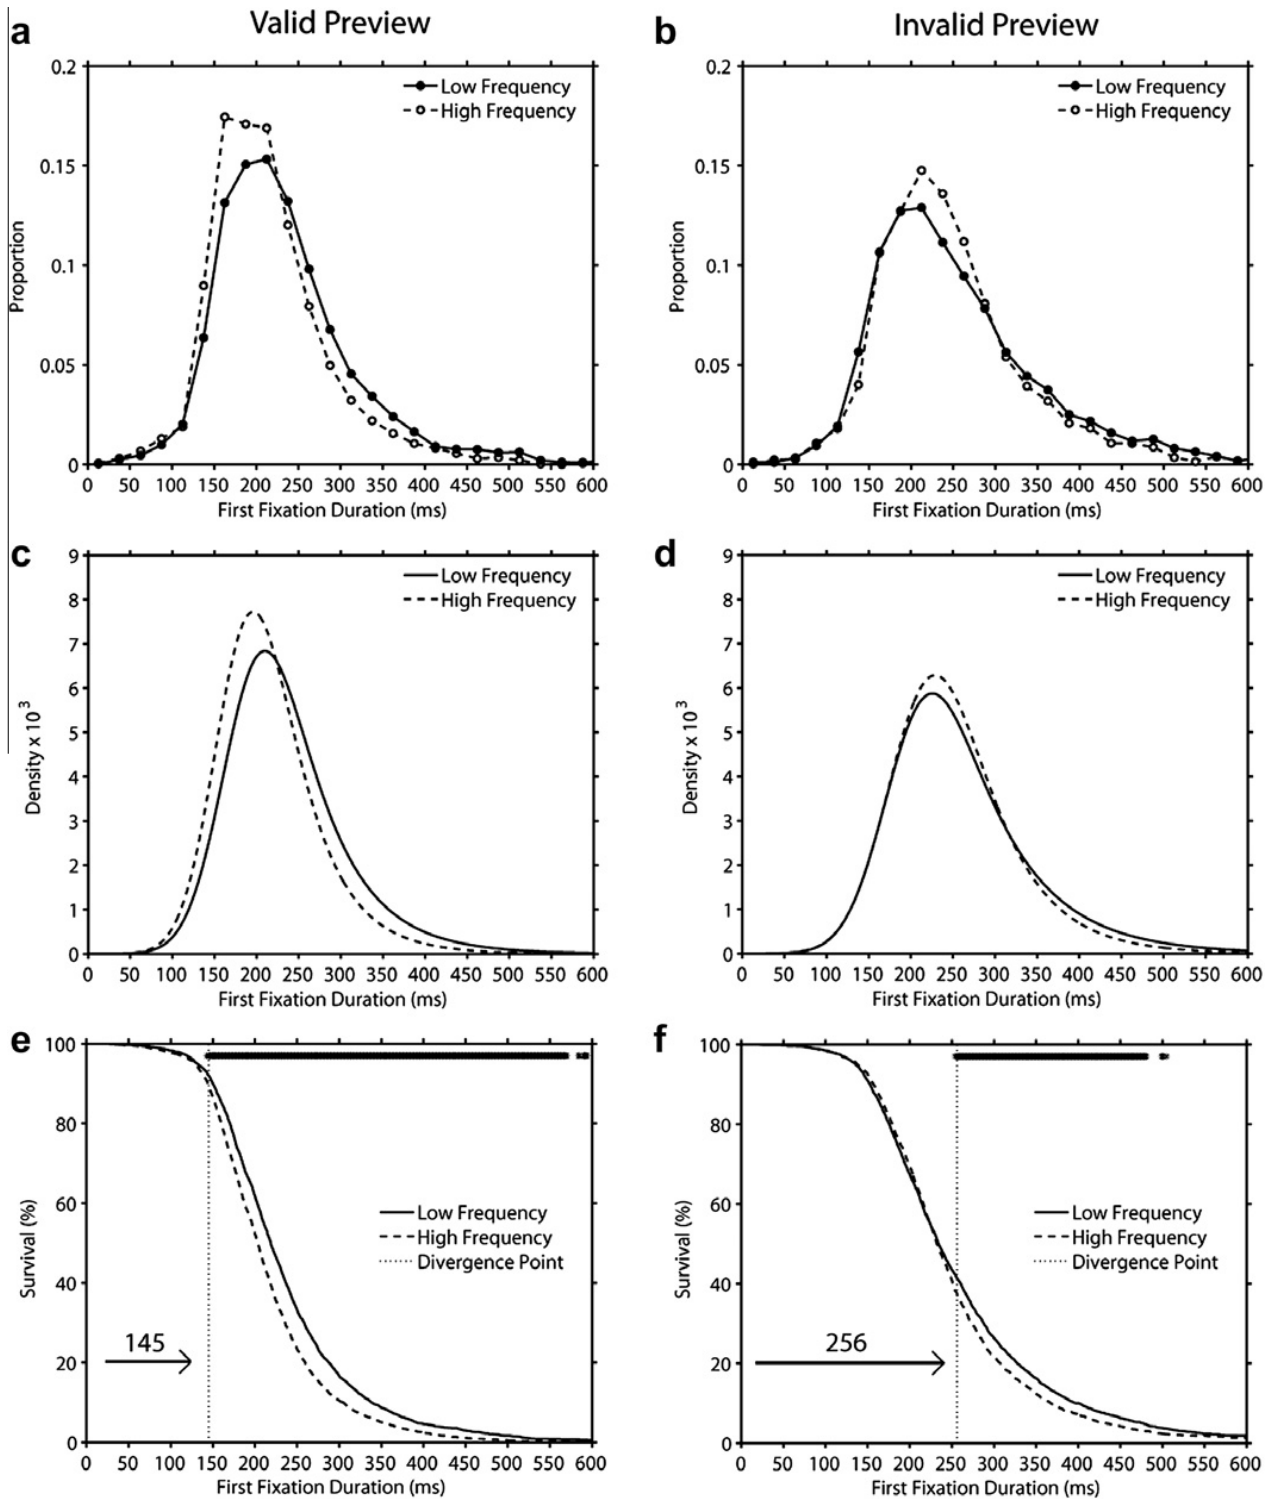 a
Valid Preview
0.2
0.15
0.1
0.05
0
Proportion
Low Frequency
High Frequency
0 50 100 150 200 250 300 350 400 450 500 550 600
First Fixation Duration (ms)
b
Invalid Preview
0.2
0.15
0.1
0.05
0
Proportion
Low Frequency
High Frequency
0 50 100 150 200 250 300 350 400 450 500 550 600
First Fixation Duration (ms)
c
9
8
7
6
5
4
3
2
1
0
Density x 10³
Low Frequency
High Frequency
0 50 100 150 200 250 300 350 400 450 500 550 600
First Fixation Duration (ms)
d
9
8
7
6
5
4
3
2
1
0
Density x 10³
Low Frequency
High Frequency
0 50 100 150 200 250 300 350 400 450 500 550 600
First Fixation Duration (ms)
e
100
80
60
40
20
0
Survival (%)
Low Frequency
High Frequency
Divergence Point
145
0 50 100 150 200 250 300 350 400 450 500 550 600
First Fixation Duration (ms)
f
100
80
60
40
20
0
Survival (%)
Low Frequency
High Frequency
Divergence Point
256
0 50 100 150 200 250 300 350 400 450 500 550 600
First Fixation Duration (ms)